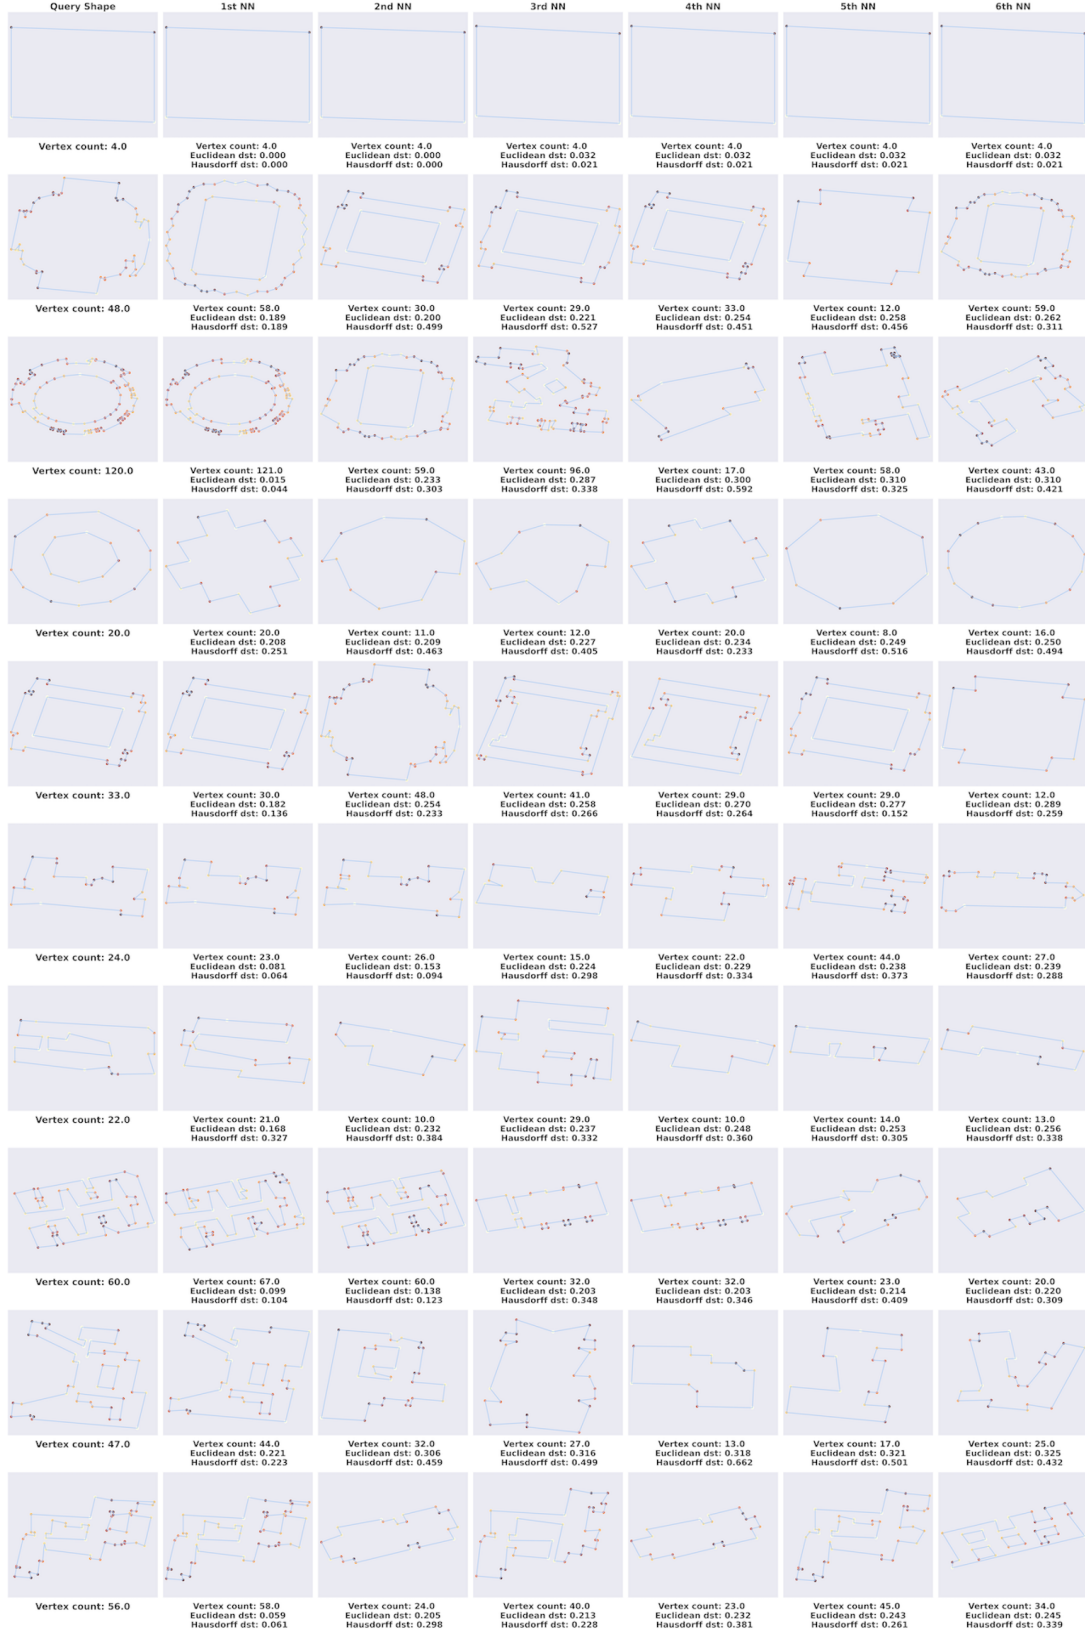 Query Shape 1st NN 2nd NN 3rd NN 4th NN 5th NN 6th NN
Vertex count: 4.0 Vertex count: 4.0 Vertex count: 4.0 Vertex count: 4.0 Vertex count: 4.0 Vertex count: 4.0 Vertex count: 4.0
Euclidean dst: 0.000 Euclidean dst: 0.000 Euclidean dst: 0.032 Euclidean dst: 0.032 Euclidean dst: 0.032 Euclidean dst: 0.032
Hausdorff dst: 0.000 Hausdorff dst: 0.000 Hausdorff dst: 0.021 Hausdorff dst: 0.021 Hausdorff dst: 0.021 Hausdorff dst: 0.021
Vertex count: 48.0 Vertex count: 58.0 Vertex count: 30.0 Vertex count: 29.0 Vertex count: 33.0 Vertex count: 12.0 Vertex count: 59.0
Euclidean dst: 0.189 Euclidean dst: 0.200 Euclidean dst: 0.221 Euclidean dst: 0.254 Euclidean dst: 0.258 Euclidean dst: 0.262
Hausdorff dst: 0.189 Hausdorff dst: 0.499 Hausdorff dst: 0.527 Hausdorff dst: 0.451 Hausdorff dst: 0.456 Hausdorff dst: 0.311
Vertex count: 120.0 Vertex count: 121.0 Vertex count: 59.0 Vertex count: 96.0 Vertex count: 17.0 Vertex count: 58.0 Vertex count: 43.0
Euclidean dst: 0.015 Euclidean dst: 0.233 Euclidean dst: 0.287 Euclidean dst: 0.300 Euclidean dst: 0.310 Euclidean dst: 0.310
Hausdorff dst: 0.044 Hausdorff dst: 0.303 Hausdorff dst: 0.338 Hausdorff dst: 0.592 Hausdorff dst: 0.325 Hausdorff dst: 0.421
Vertex count: 20.0 Vertex count: 20.0 Vertex count: 11.0 Vertex count: 12.0 Vertex count: 20.0 Vertex count: 8.0 Vertex count: 16.0
Euclidean dst: 0.208 Euclidean dst: 0.209 Euclidean dst: 0.227 Euclidean dst: 0.234 Euclidean dst: 0.249 Euclidean dst: 0.250
Hausdorff dst: 0.251 Hausdorff dst: 0.463 Hausdorff dst: 0.405 Hausdorff dst: 0.233 Hausdorff dst: 0.516 Hausdorff dst: 0.494
Vertex count: 33.0 Vertex count: 30.0 Vertex count: 48.0 Vertex count: 41.0 Vertex count: 29.0 Vertex count: 29.0 Vertex count: 12.0
Euclidean dst: 0.182 Euclidean dst: 0.254 Euclidean dst: 0.258 Euclidean dst: 0.270 Euclidean dst: 0.277 Euclidean dst: 0.289
Hausdorff dst: 0.136 Hausdorff dst: 0.233 Hausdorff dst: 0.266 Hausdorff dst: 0.264 Hausdorff dst: 0.152 Hausdorff dst: 0.259
Vertex count: 24.0 Vertex count: 23.0 Vertex count: 26.0 Vertex count: 15.0 Vertex count: 22.0 Vertex count: 44.0 Vertex count: 27.0
Euclidean dst: 0.081 Euclidean dst: 0.153 Euclidean dst: 0.224 Euclidean dst: 0.229 Euclidean dst: 0.238 Euclidean dst: 0.239
Hausdorff dst: 0.064 Hausdorff dst: 0.094 Hausdorff dst: 0.298 Hausdorff dst: 0.334 Hausdorff dst: 0.373 Hausdorff dst: 0.288
Vertex count: 22.0 Vertex count: 21.0 Vertex count: 10.0 Vertex count: 29.0 Vertex count: 10.0 Vertex count: 14.0 Vertex count: 13.0
Euclidean dst: 0.168 Euclidean dst: 0.232 Euclidean dst: 0.237 Euclidean dst: 0.248 Euclidean dst: 0.253 Euclidean dst: 0.256
Hausdorff dst: 0.327 Hausdorff dst: 0.384 Hausdorff dst: 0.332 Hausdorff dst: 0.360 Hausdorff dst: 0.305 Hausdorff dst: 0.338
Vertex count: 60.0 Vertex count: 67.0 Vertex count: 60.0 Vertex count: 32.0 Vertex count: 32.0 Vertex count: 23.0 Vertex count: 20.0
Euclidean dst: 0.099 Euclidean dst: 0.138 Euclidean dst: 0.203 Euclidean dst: 0.203 Euclidean dst: 0.214 Euclidean dst: 0.220
Hausdorff dst: 0.104 Hausdorff dst: 0.123 Hausdorff dst: 0.348 Hausdorff dst: 0.346 Hausdorff dst: 0.409 Hausdorff dst: 0.309
Vertex count: 47.0 Vertex count: 44.0 Vertex count: 32.0 Vertex count: 27.0 Vertex count: 13.0 Vertex count: 17.0 Vertex count: 25.0
Euclidean dst: 0.221 Euclidean dst: 0.306 Euclidean dst: 0.316 Euclidean dst: 0.318 Euclidean dst: 0.321 Euclidean dst: 0.325
Hausdorff dst: 0.223 Hausdorff dst: 0.459 Hausdorff dst: 0.499 Hausdorff dst: 0.662 Hausdorff dst: 0.501 Hausdorff dst: 0.432
Vertex count: 56.0 Vertex count: 58.0 Vertex count: 24.0 Vertex count: 40.0 Vertex count: 23.0 Vertex count: 45.0 Vertex count: 34.0
Euclidean dst: 0.059 Euclidean dst: 0.205 Euclidean dst: 0.213 Euclidean dst: 0.232 Euclidean dst: 0.243 Euclidean dst: 0.245
Hausdorff dst: 0.061 Hausdorff dst: 0.298 Hausdorff dst: 0.228 Hausdorff dst: 0.381 Hausdorff dst: 0.261 Hausdorff dst: 0.339